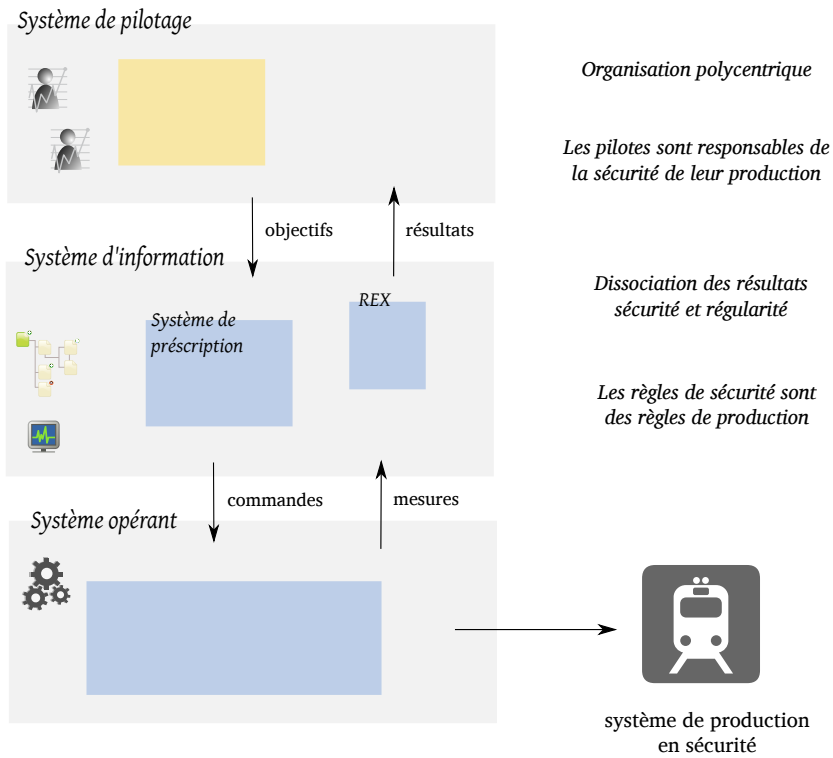 Système de pilotage
Organisation polycentrique
Les pilotes sont responsables de
la sécurité de leur production
objectifs
résultats
Système d'information
Dissociation des résultats
sécurité et régularité
REX
Système de
préscription
Les règles de sécurité sont
des règles de production
commandes
mesures
Système opérant
système de production
en sécurité